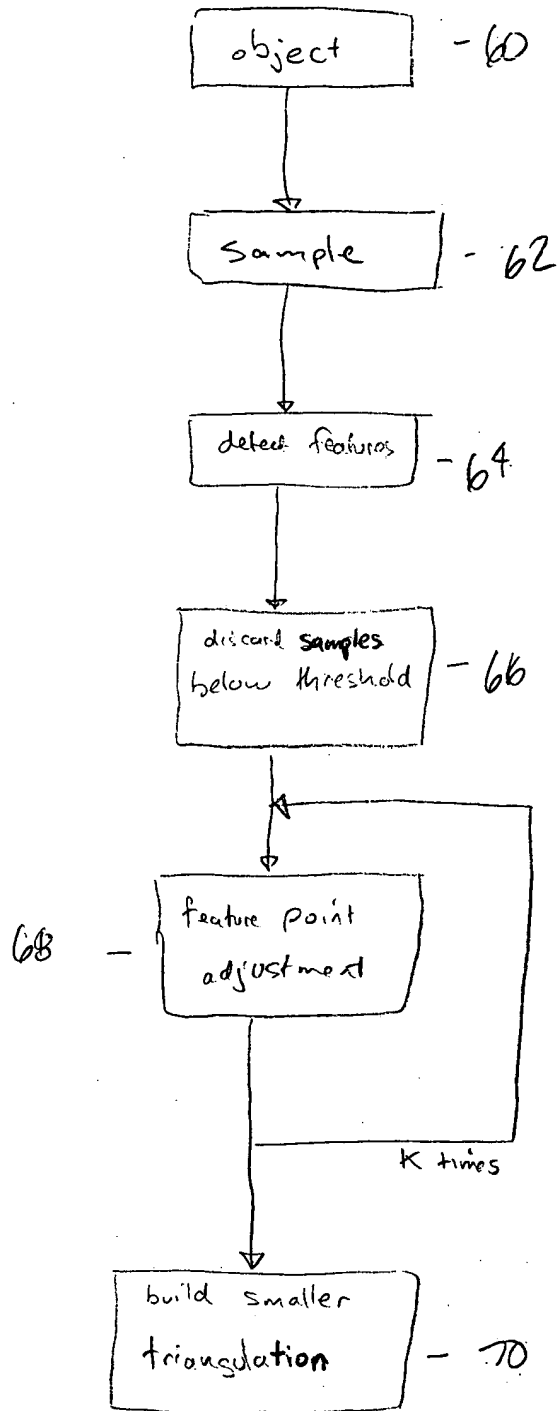 object - 60
Sample - 62
detect features - 64
discard samples
below threshold - 66
feature point
68 - adjustment
K times
build smaller
triangulation - 70